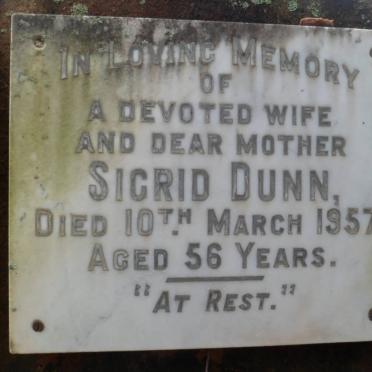 IN LOVING MEMORY
OF
A DEVOTED WIFE
AND DEAR MOTHER
SIGRID DUNN,
DIED 10TH. MARCH 1957
AGED 56 YEARS.
"AT REST."